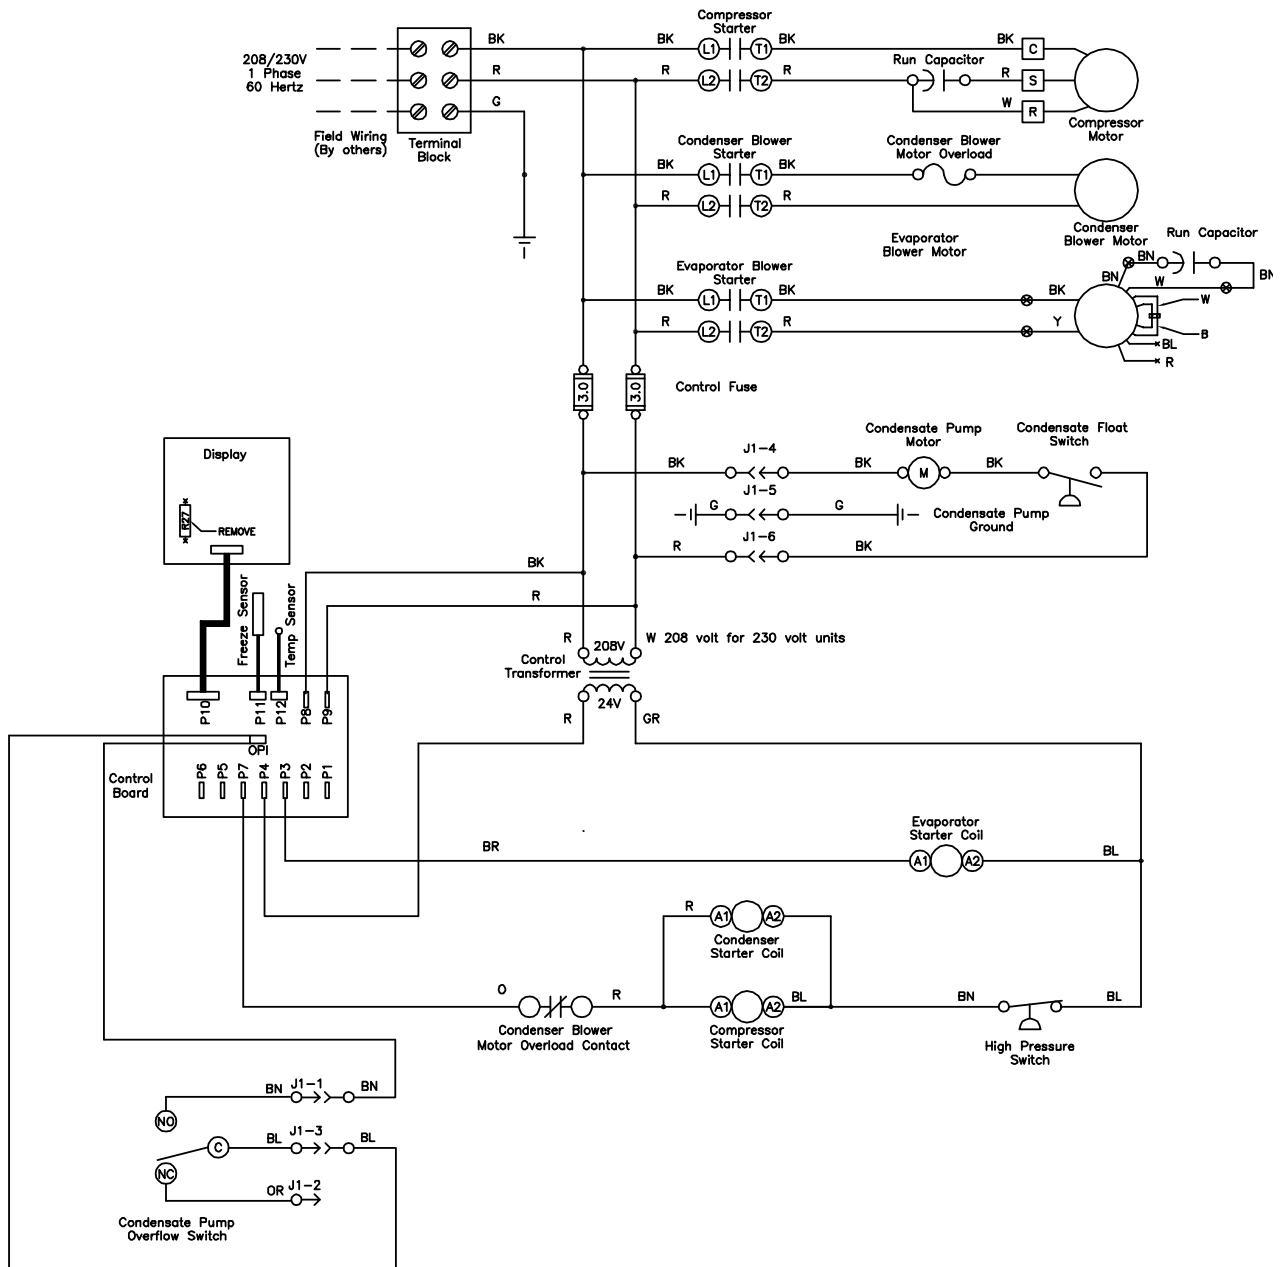 Compressor
Starter
BK
BK
L1
T1
BK
BK
C
208/230V
1 Phase
60 Hertz
R
R
L2
T2
R
Run Capacitor
R
S
G
W
R
Compressor
Motor
Field Wiring
(By others)
Terminal
Block
Condenser Blower
Starter
Condenser Blower
Motor Overload
BK
L1
T1
BK
R
L2
T2
R
Condenser
Blower Motor
Evaporator
Blower Motor
Run Capacitor
Evaporator Blower
Starter
BN
BN
BN
W
BK
L1
T1
BK
BK
W
R
L2
T2
R
Y
B
BL
R
3.0
3.0
Control Fuse
Condensate Pump
Motor
Condensate Float
Switch
Display
J1-4
BK
BK
M
BK
R27
REMOVE
J1-5
G
G
Condensate Pump
Ground
J1-6
R
BK
BK
R
Freeze Sensor
Temp Sensor
R
208V
W 208 volt for 230 volt units
Control
Transformer
24V
R
GR
P10
P11
P12
P8
P9
OPI
Control
Board
P6
P5
P7
P4
P3
P2
P1
Evaporator
Starter Coil
BR
A1
A2
BL
R
A1
A2
Condenser
Starter Coil
O
R
A1
A2
BL
BN
BL
Condenser Blower
Motor Overload Contact
Compressor
Starter Coil
High Pressure
Switch
BN
J1-1
BN
NO
C
BL
J1-3
BL
NC
OR
J1-2
Condensate Pump
Overflow Switch